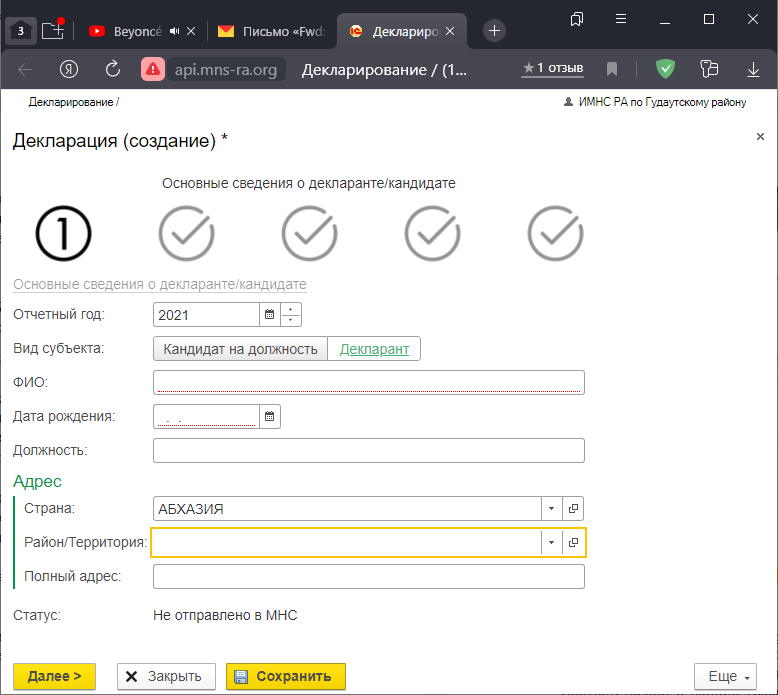 3 Beyoncé Письмо «Fwd: Декларирo
Я api.mns-ra.org Декларирование / (1... ★ 1 отзыв
Декларирование / ИМНС РА по Гудаутскому району
Декларация (создание) *
Основные сведения о декларанте/кандидате
1
Основные сведения о декларанте/кандидате
Отчетный год: 2021
Вид субъекта: Кандидат на должность Декларант
ФИО:
Дата рождения: . .
Должность:
Адрес
Страна: АБХАЗИЯ
Район/Территория:
Полный адрес:
Статус: Не отправлено в МНС
Далее > Закрыть Сохранить Еще